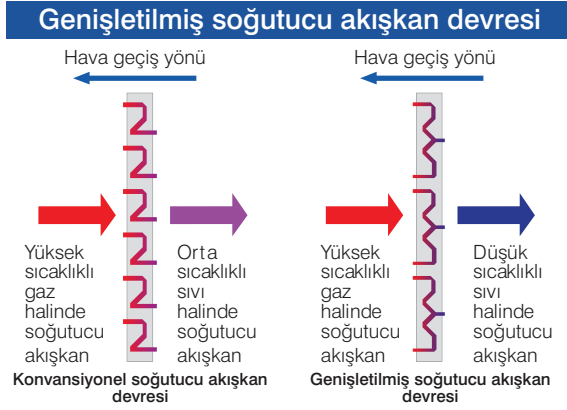 Genişletilmiş soğutucu akışkan devresi
Hava geçiş yönü
Yüksek
sıcaklıklı
gaz
halinde
soğutucu
akışkan
Orta
sıcaklıklı
sıvı
halinde
soğutucu
akışkan
Konvansiyonel soğutucu akışkan
devresi
Hava geçiş yönü
Yüksek
sıcaklıklı
gaz
halinde
soğutucu
akışkan
Düşük
sıcaklıklı
sıvı
halinde
soğutucu
akışkan
Genişletilmiş soğutucu akışkan
devresi